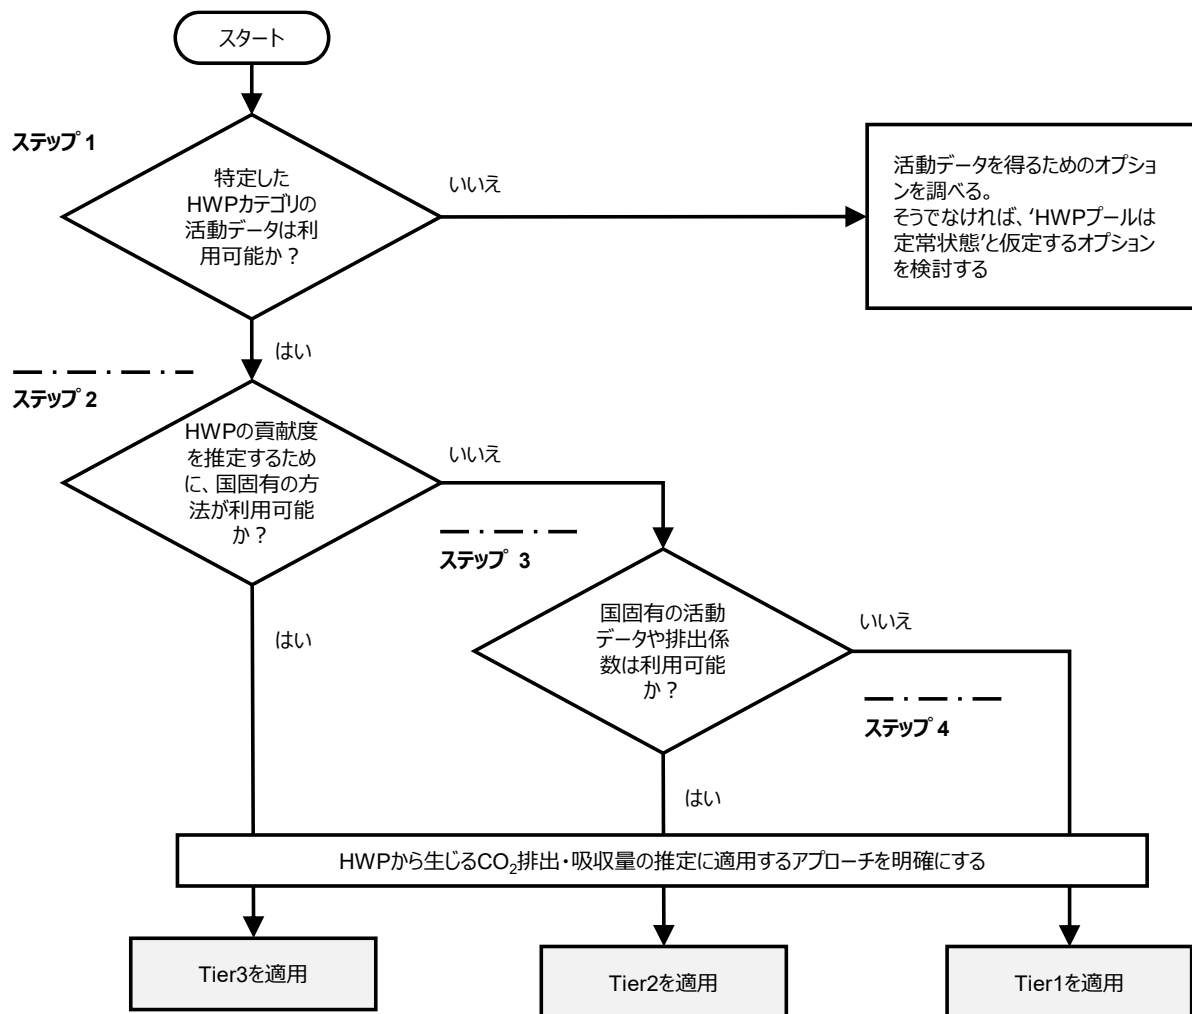 スタート
ステップ 1
特定した
HWPカテゴリの
活動データは利
用可能か？
いいえ
活動データを得るためのオプショ
ンを調べる。
そうでなければ、‘HWPプールは
定常状態’と仮定するオプション
を検討する
はい
ステップ 2
HWPの貢献度
を推定するため
に、国固有の方
法が利用可能
か？
いいえ
ステップ 3
国固有の活動
データや排出係
数は利用可能
か？
いいえ
はい
ステップ 4
はい
HWPから生じるCO₂排出・吸収量の推定に適用するアプローチを明確にする
Tier3を適用
Tier2を適用
Tier1を適用